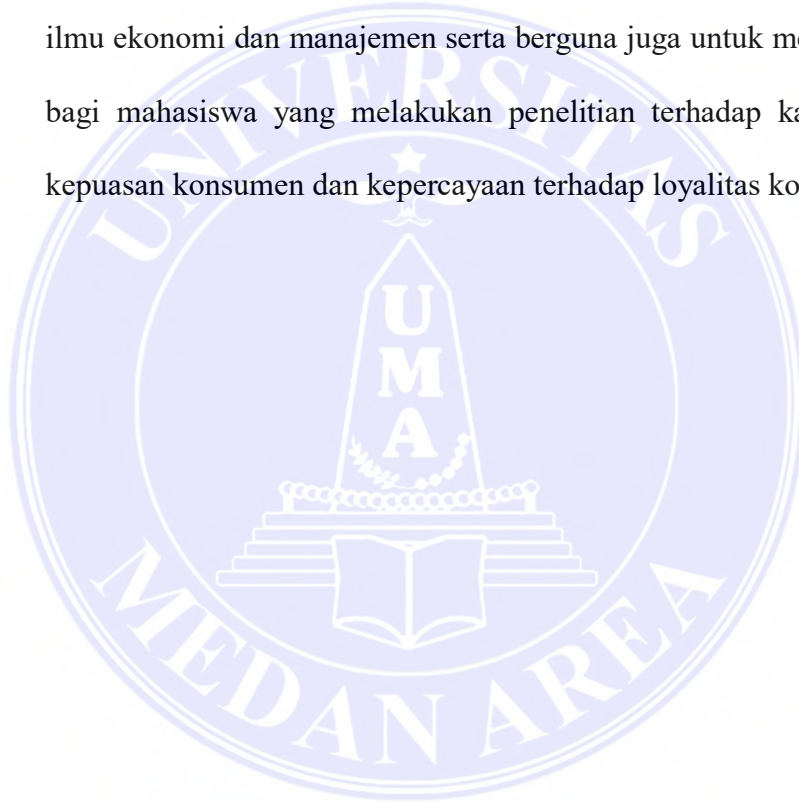 ilmu ekonomi dan manajemen serta berguna juga untuk
bagi mahasiswa yang melakukan penelitian terhadap
kepuasan konsumen dan kepercayaan terhadap loyalitas
UNIVERSITAS
UMA
MEDAN AREA